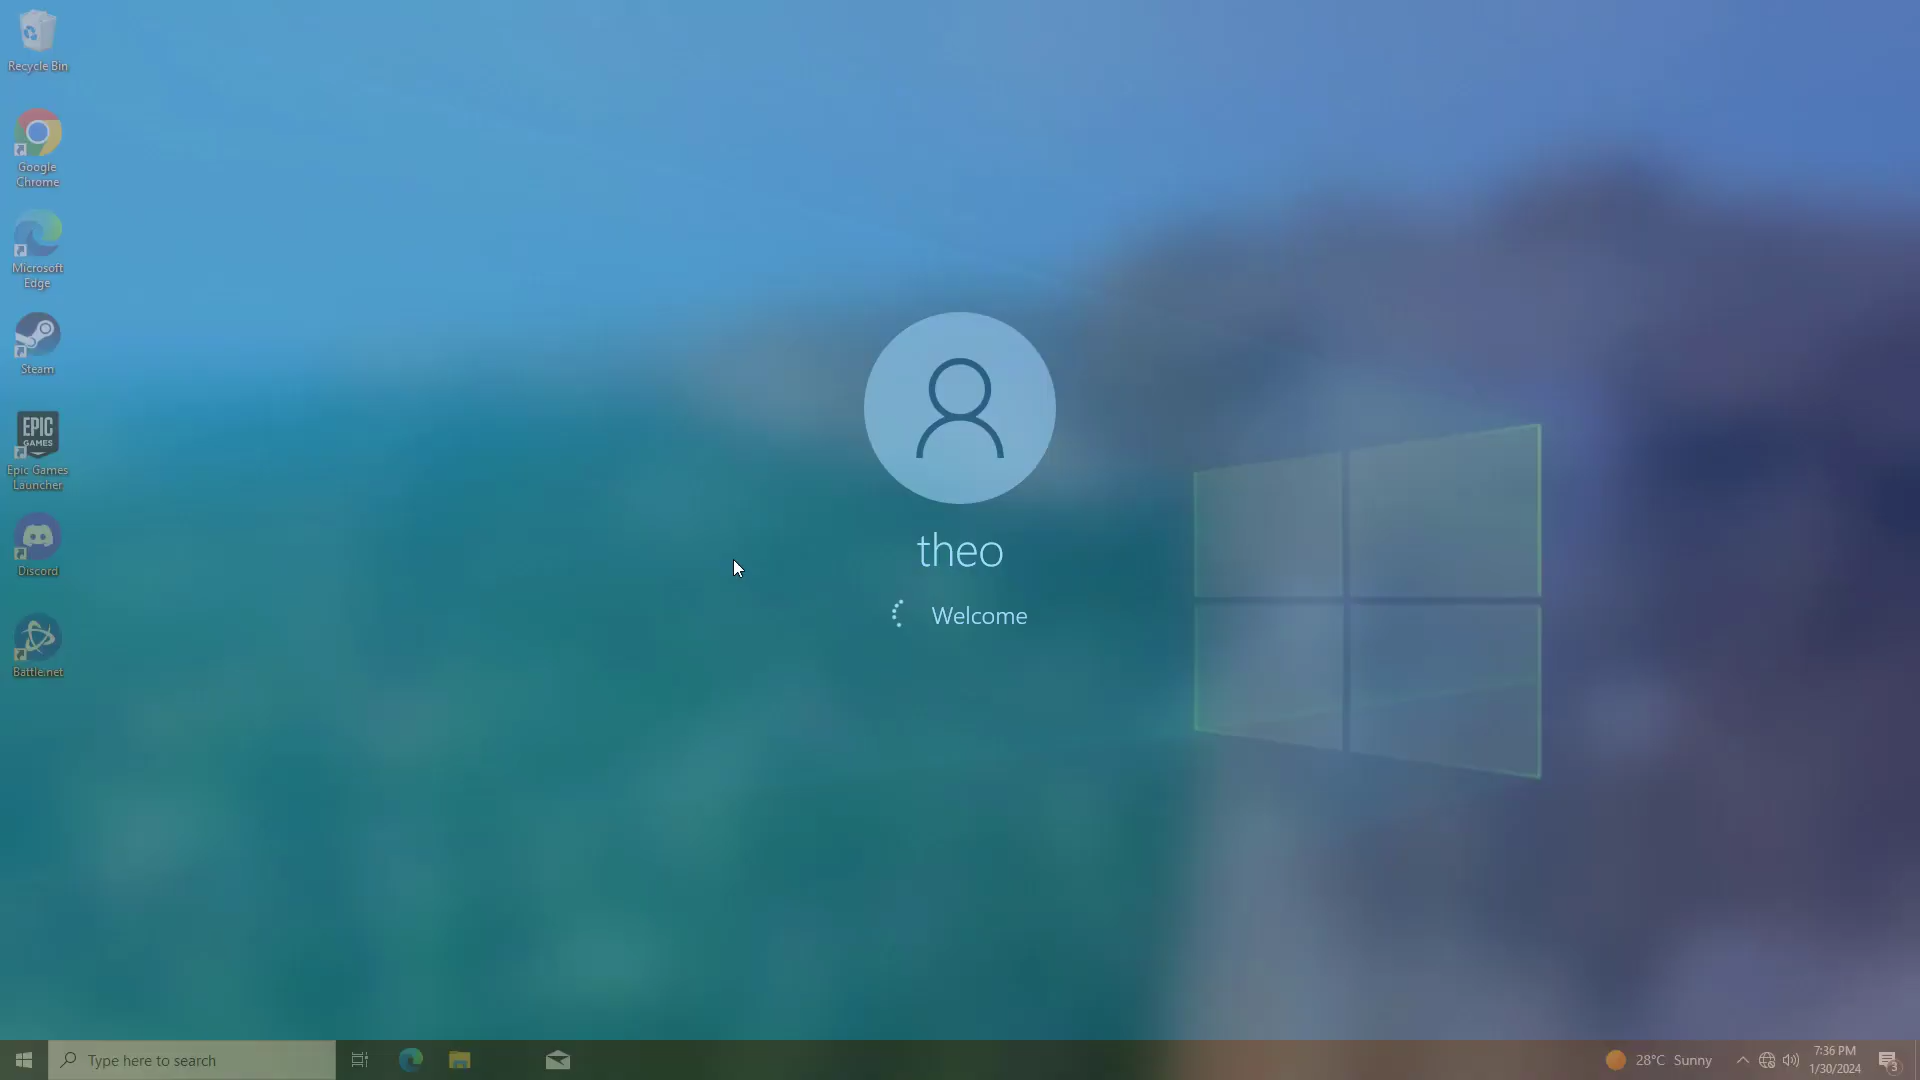 Recycle Bin
Google
Chrome
Microsoft
Edge
Steam
EPIC
GAMES
Epic Games
Launcher
Discord
Battle.net
theo
Welcome
Type here to search
28°C Sunny
7:36 PM
1/30/2024
3